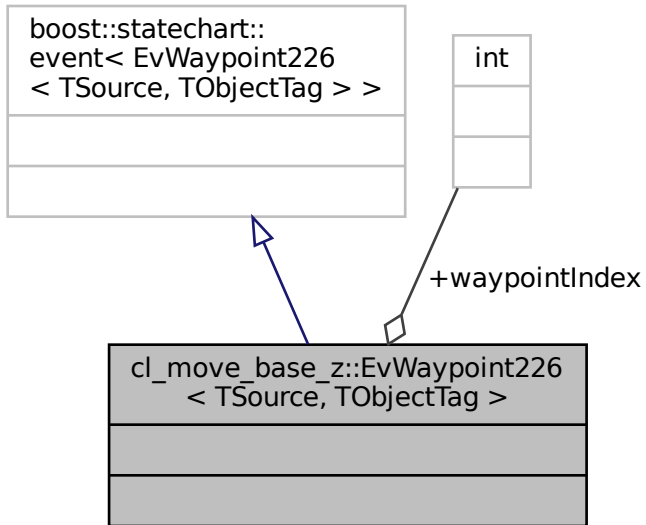 boost::statechart::
event< EvWaypoint226
< TSource, TObjectTag > >
int
+waypointIndex
cl_move_base_z::EvWaypoint226
< TSource, TObjectTag >